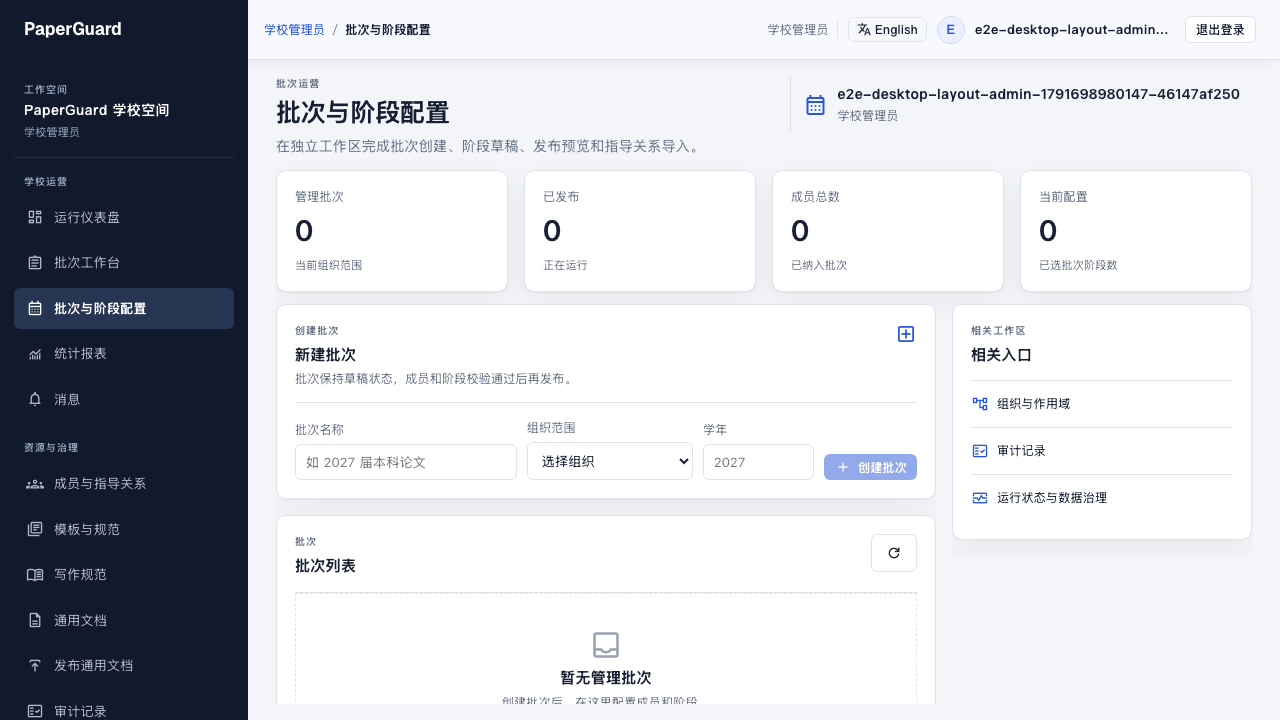 PaperGuard
工作空间
PaperGuard 学校空间
学校管理员
学校运营
运行仪表盘
批次工作台
批次与阶段配置
统计报表
消息
资源与治理
成员与指导关系
模板与规范
写作规范
通用文档
发布通用文档
审计记录
学校管理员 / 批次与阶段配置
学校管理员
English
E
e2e-desktop-layout-admin...
退出登录
批次运营
批次与阶段配置
在独立工作区完成批次创建、阶段草稿、发布预览和指导关系导入。
e2e-desktop-layout-admin-1791698980147-46147af250
学校管理员
管理批次
0
当前组织范围
已发布
0
正在运行
成员总数
0
已纳入批次
当前配置
0
已选批次阶段数
创建批次
新建批次
批次保持草稿状态，成员和阶段校验通过后再发布。
批次名称
如 2027 届本科论文
组织范围
选择组织
学年
2027
创建批次
相关工作区
相关入口
组织与作用域
审计记录
运行状态与数据治理
批次
批次列表
暂无管理批次
创建批次后，在这里配置成员和阶段